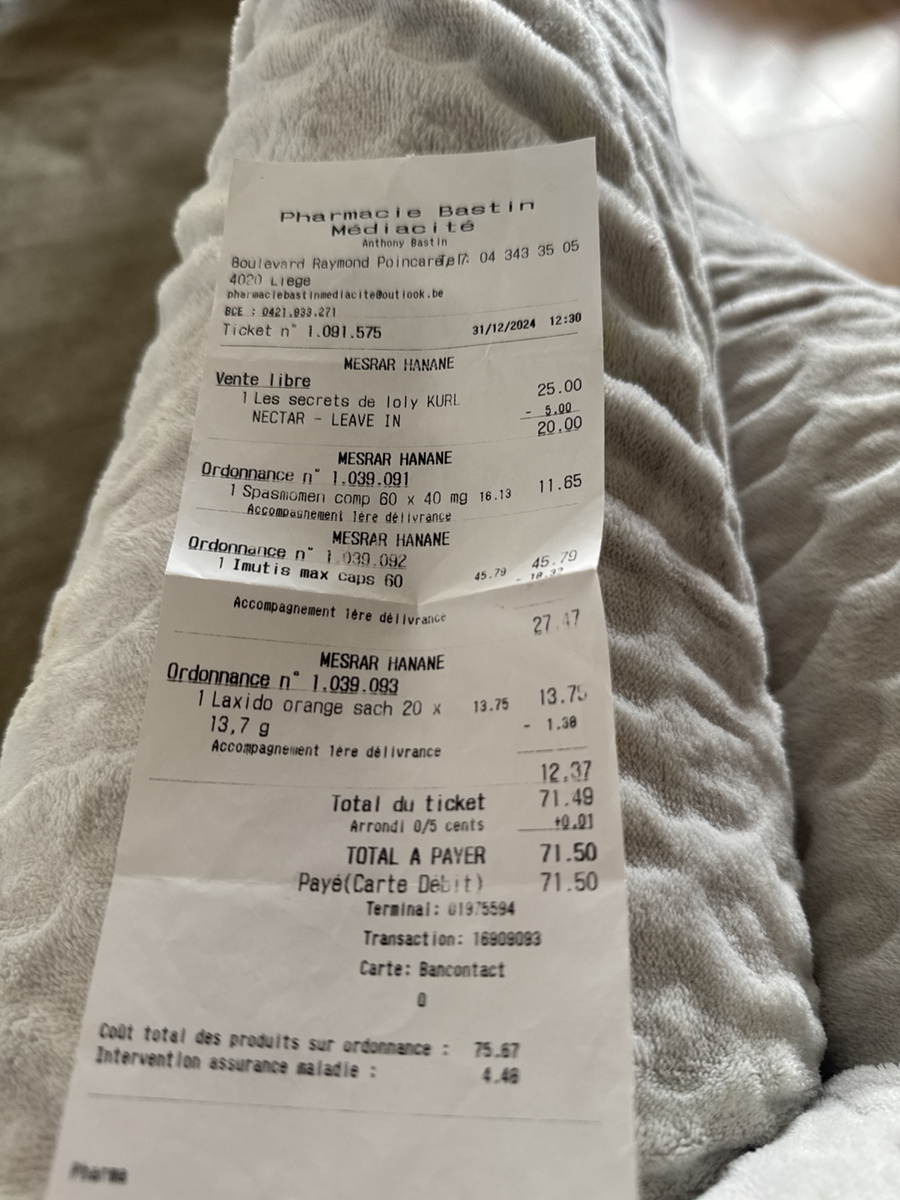 Pharmacie Bastin
Médiacité
Anthony Bastin
Boulevard Raymond Poincaré 7 Tel: 04 343 35 05
4020 Liege
pharmaciebastinmediacite@outlook.be
BCE : 0421.933.271
Ticket n° 1.091.575 31/12/2024 12:30
MESRAR HANANE
Vente libre
1 Les secrets de loly KURL 25.00
NECTAR - LEAVE IN - 5.00
20.00
MESRAR HANANE
Ordonnance n° 1.039.091
1 Spasmomen comp 60 x 40 mg 16.13 11.65
Accompagnement 1ère délivrance
MESRAR HANANE
Ordonnance n° 1.039.092
1 Imutis max caps 60 45.79 45.79
-
Accompagnement 1ère délivrance
27.47
MESRAR HANANE
Ordonnance n° 1.039.093
1 Laxido orange sach 20 x 13.75 13.75
13,7 g - 1.38
Accompagnement 1ère délivrance
12.37
Total du ticket 71.49
Arrondi 0/5 cents +0.01
TOTAL A PAYER 71.50
Payé(Carte Débit) 71.50
Terminal: 01975594
Transaction: 16909093
Carte: Bancontact
0
Coût total des produits sur ordonnance : 75.67
Intervention assurance maladie : 4.48
Pharma